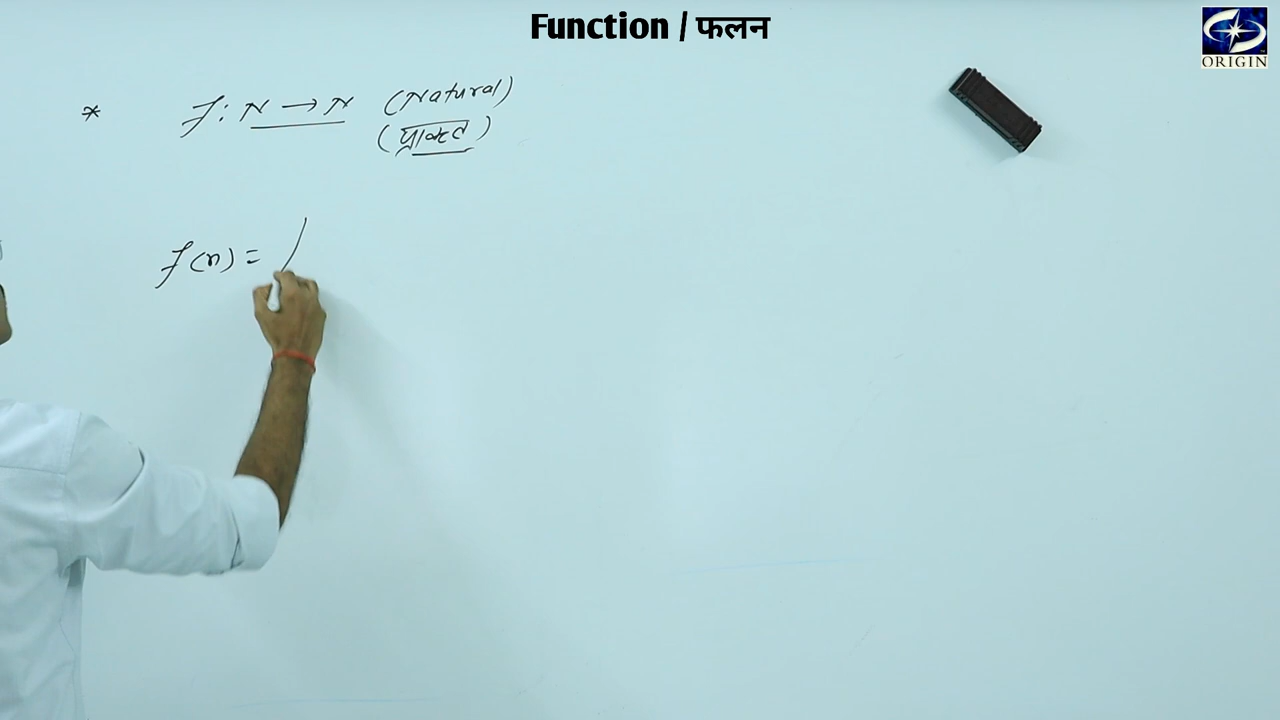 Function / फलन
ORIGIN
* f: N → N (Natural)
(प्राकृत)
f(n) =